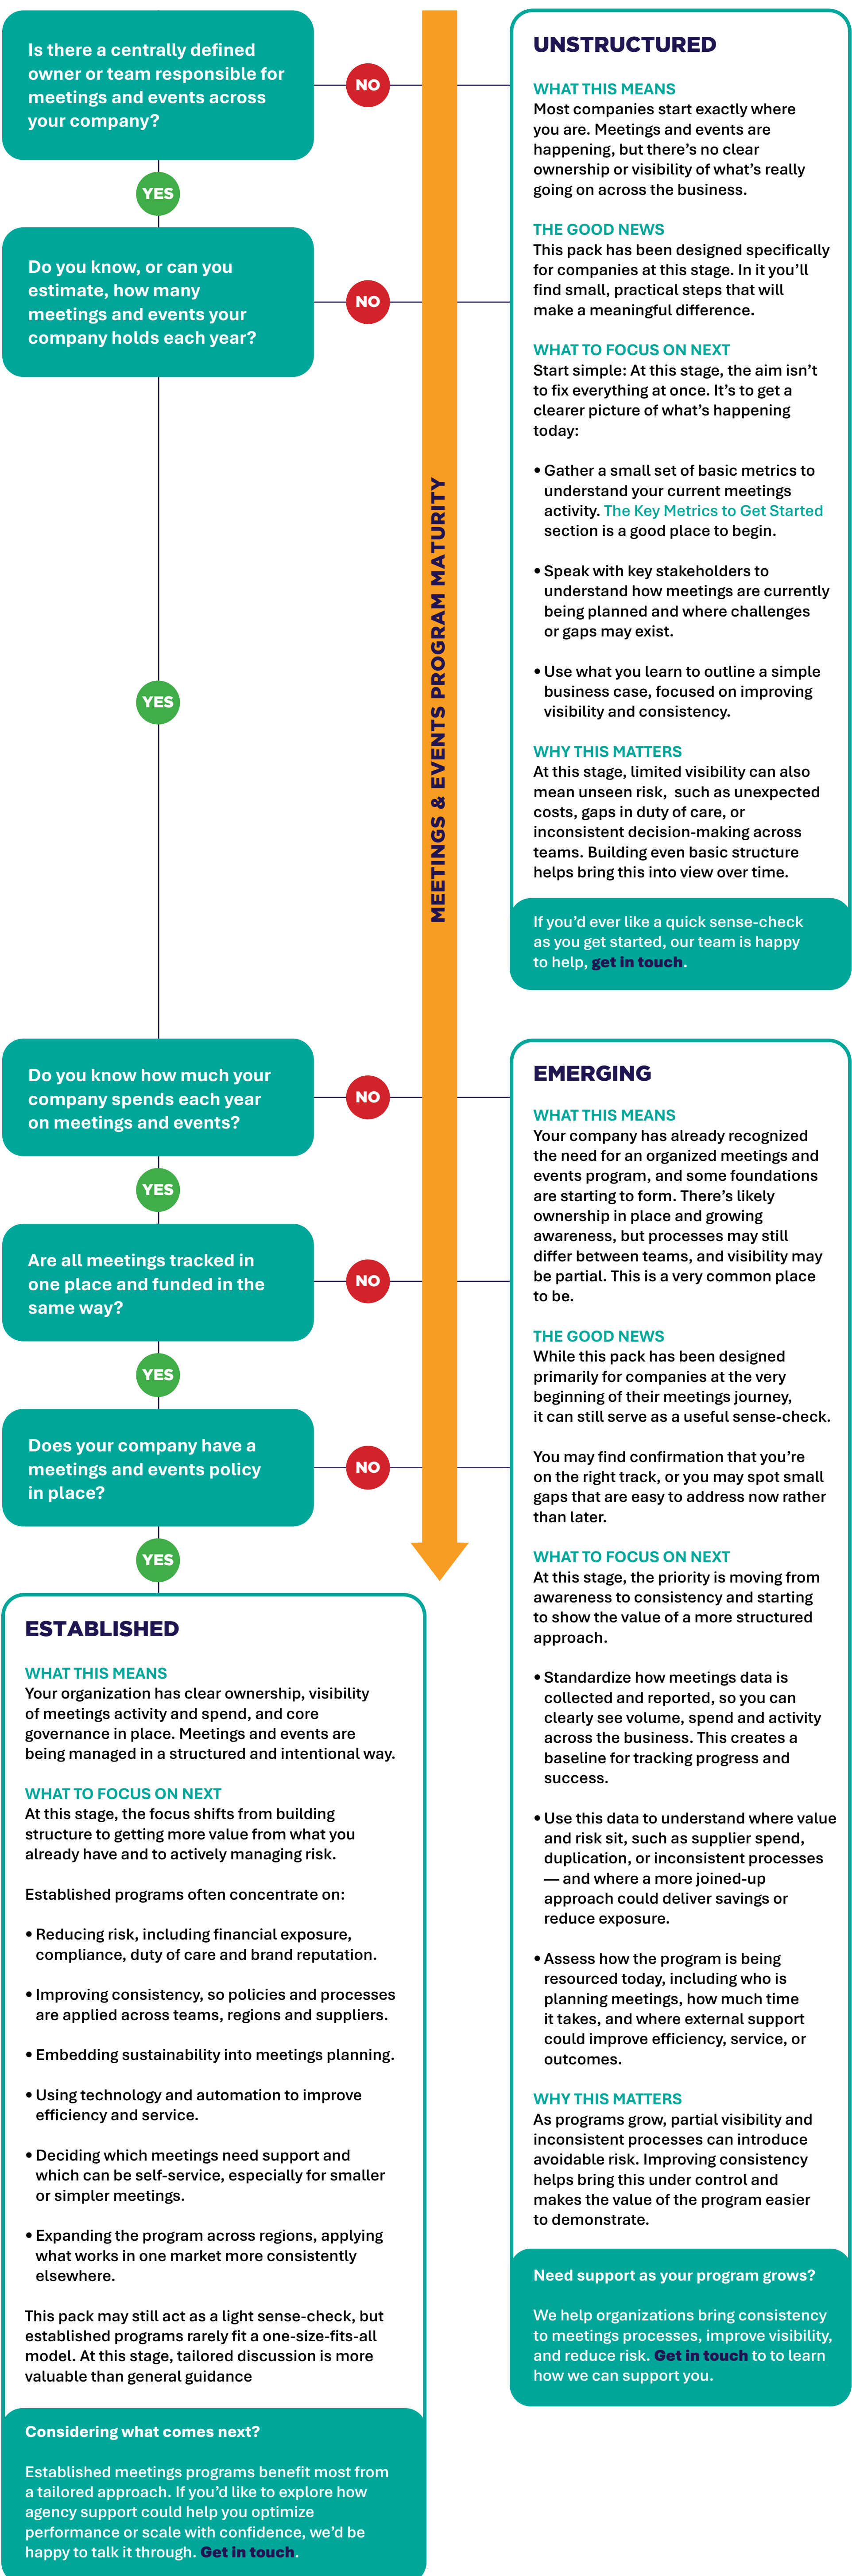 Is there a centrally defined
owner or team responsible for
meetings and events across
your company?
NO
YES
Do you know, or can you
estimate, how many
meetings and events your
company holds each year?
NO
YES
Do you know how much your
company spends each year
on meetings and events?
NO
YES
Are all meetings tracked in
one place and funded in the
same way?
NO
YES
Does your company have a
meetings and events policy
in place?
NO
YES
MEETINGS & EVENTS PROGRAM MATURITY
UNSTRUCTURED
WHAT THIS MEANS
Most companies start exactly where
you are. Meetings and events are
happening, but there’s no clear
ownership or visibility of what’s really
going on across the business.
THE GOOD NEWS
This pack has been designed specifically
for companies at this stage. In it you’ll
find small, practical steps that will
make a meaningful difference.
WHAT TO FOCUS ON NEXT
Start simple: At this stage, the aim isn’t
to fix everything at once. It’s to get a
clearer picture of what’s happening
today:
• Gather a small set of basic metrics to
understand your current meetings
activity. The Key Metrics to Get Started
section is a good place to begin.
• Speak with key stakeholders to
understand how meetings are currently
being planned and where challenges
or gaps may exist.
• Use what you learn to outline a simple
business case, focused on improving
visibility and consistency.
WHY THIS MATTERS
At this stage, limited visibility can also
mean unseen risk, such as unexpected
costs, gaps in duty of care, or
inconsistent decision-making across
teams. Building even basic structure
helps bring this into view over time.
If you’d ever like a quick sense-check
as you get started, our team is happy
to help, get in touch.
EMERGING
WHAT THIS MEANS
Your company has already recognized
the need for an organized meetings and
events program, and some foundations
are starting to form. There’s likely
ownership in place and growing
awareness, but processes may still
differ between teams, and visibility may
be partial. This is a very common place
to be.
THE GOOD NEWS
While this pack has been designed
primarily for companies at the very
beginning of their meetings journey,
it can still serve as a useful sense-check.
You may find confirmation that you’re
on the right track, or you may spot small
gaps that are easy to address now rather
than later.
WHAT TO FOCUS ON NEXT
At this stage, the priority is moving from
awareness to consistency and starting
to show the value of a more structured
approach.
• Standardize how meetings data is
collected and reported, so you can
clearly see volume, spend and activity
across the business. This creates a
baseline for tracking progress and
success.
• Use this data to understand where value
and risk sit, such as supplier spend,
duplication, or inconsistent processes
— and where a more joined-up
approach could deliver savings or
reduce exposure.
• Assess how the program is being
resourced today, including who is
planning meetings, how much time
it takes, and where external support
could improve efficiency, service, or
outcomes.
WHY THIS MATTERS
As programs grow, partial visibility and
inconsistent processes can introduce
avoidable risk. Improving consistency
helps bring this under control and
makes the value of the program easier
to demonstrate.
Need support as your program grows?
We help organizations bring consistency
to meetings processes, improve visibility,
and reduce risk. Get in touch to to learn
how we can support you.
ESTABLISHED
WHAT THIS MEANS
Your organization has clear ownership, visibility
of meetings activity and spend, and core
governance in place. Meetings and events are
being managed in a structured and intentional way.
WHAT TO FOCUS ON NEXT
At this stage, the focus shifts from building
structure to getting more value from what you
already have and to actively managing risk.
Established programs often concentrate on:
• Reducing risk, including financial exposure,
compliance, duty of care and brand reputation.
• Improving consistency, so policies and processes
are applied across teams, regions and suppliers.
• Embedding sustainability into meetings planning.
• Using technology and automation to improve
efficiency and service.
• Deciding which meetings need support and
which can be self-service, especially for smaller
or simpler meetings.
• Expanding the program across regions, applying
what works in one market more consistently
elsewhere.
This pack may still act as a light sense-check, but
established programs rarely fit a one-size-fits-all
model. At this stage, tailored discussion is more
valuable than general guidance
Considering what comes next?
Established meetings programs benefit most from
a tailored approach. If you’d like to explore how
agency support could help you optimize
performance or scale with confidence, we’d be
happy to talk it through. Get in touch.